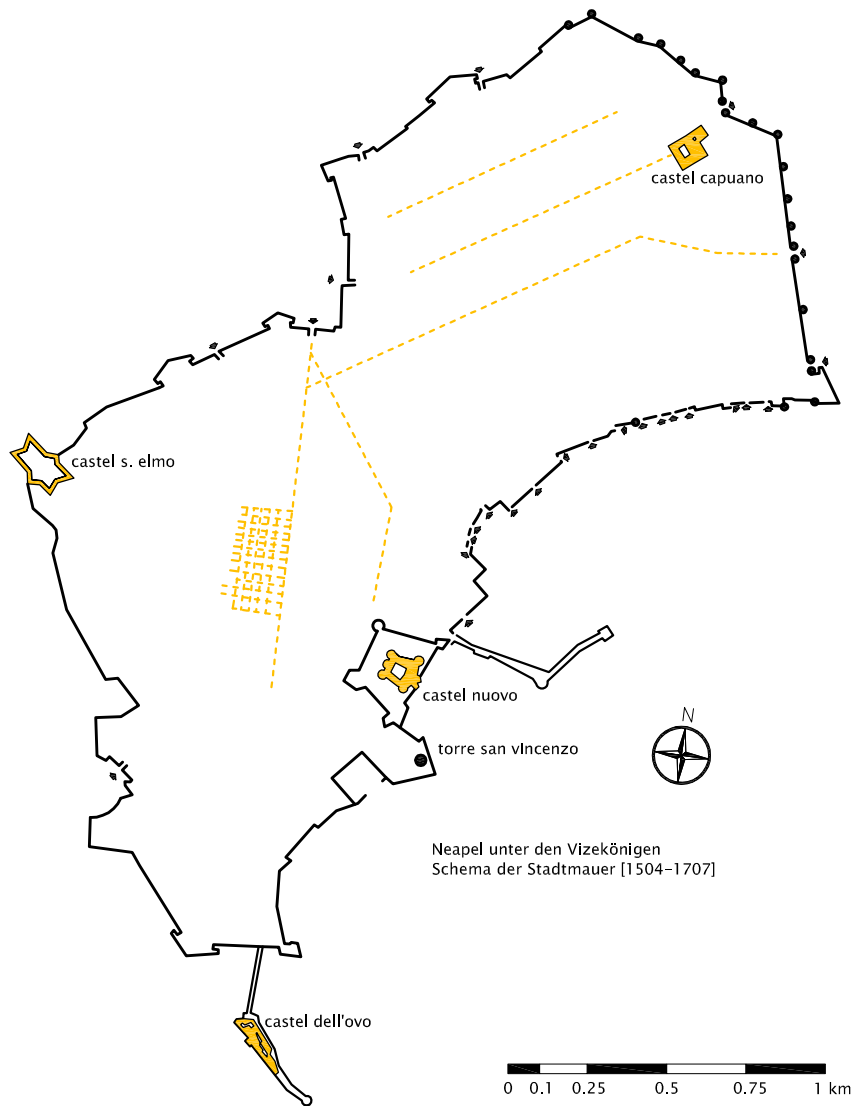 castel capuano
castel s. elmo
castel nuovo
N
torre san vincenzo
Neapel unter den Vizekönigen
Schema der Stadtmauer [1504–1707]
castel dell'ovo
0 0.1 0.25 0.5 0.75 1 km